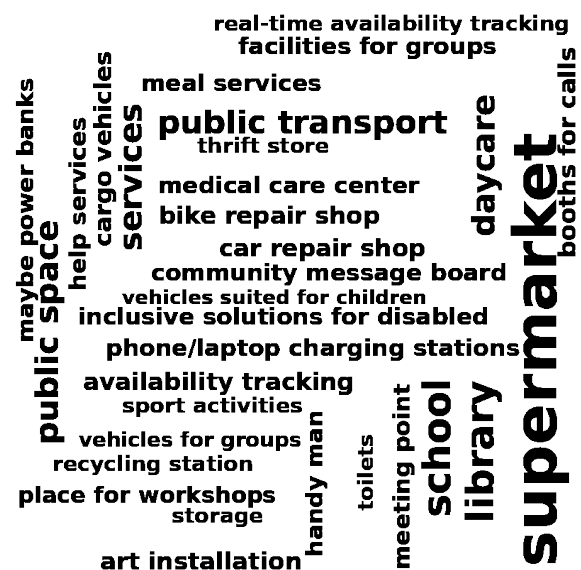 real-time availability tracking
facilities for groups
meal services
public transport
thrift store
medical care center
bike repair shop
car repair shop
community message board
vehicles suited for children
inclusive solutions for disabled
phone/laptop charging stations
availability tracking
sport activities
vehicles for groups
recycling station
place for workshops
storage
art installation
maybe power banks
public space
help services
cargo vehicles
services
handy man
toilets
meeting point
school
library
daycare
supermarket
booths for calls